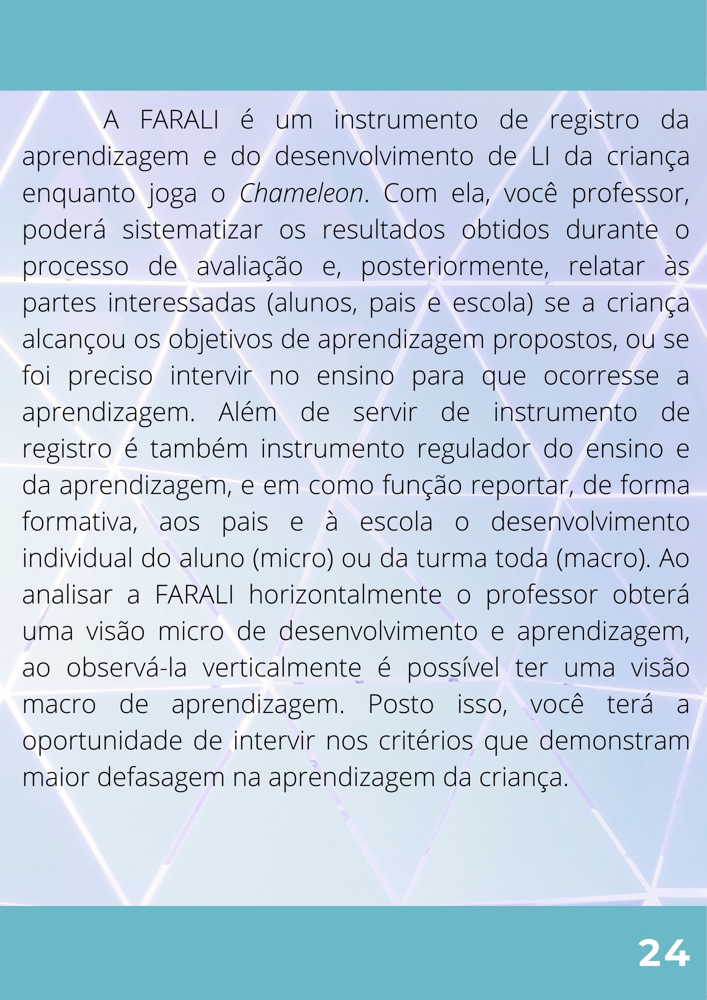 A FARALI é um instrumento de registro da
aprendizagem e do desenvolvimento de LI da criança
enquanto joga o Chameleon. Com ela, você professor,
poderá sistematizar os resultados obtidos durante o
processo de avaliação e, posteriormente, relatar às
partes interessadas (alunos, pais e escola) se a criança
alcançou os objetivos de aprendizagem propostos, ou se
foi preciso intervir no ensino para que ocorresse a
aprendizagem. Além de servir de instrumento de
registro é também instrumento regulador do ensino e
da aprendizagem, e em como função reportar, de forma
formativa, aos pais e à escola o desenvolvimento
individual do aluno (micro) ou da turma toda (macro). Ao
analisar a FARALI horizontalmente o professor obterá
uma visão micro de desenvolvimento e aprendizagem,
ao observá-la verticalmente é possível ter uma visão
macro de aprendizagem. Posto isso, você terá a
oportunidade de intervir nos critérios que demonstram
maior defasagem na aprendizagem da criança.
24